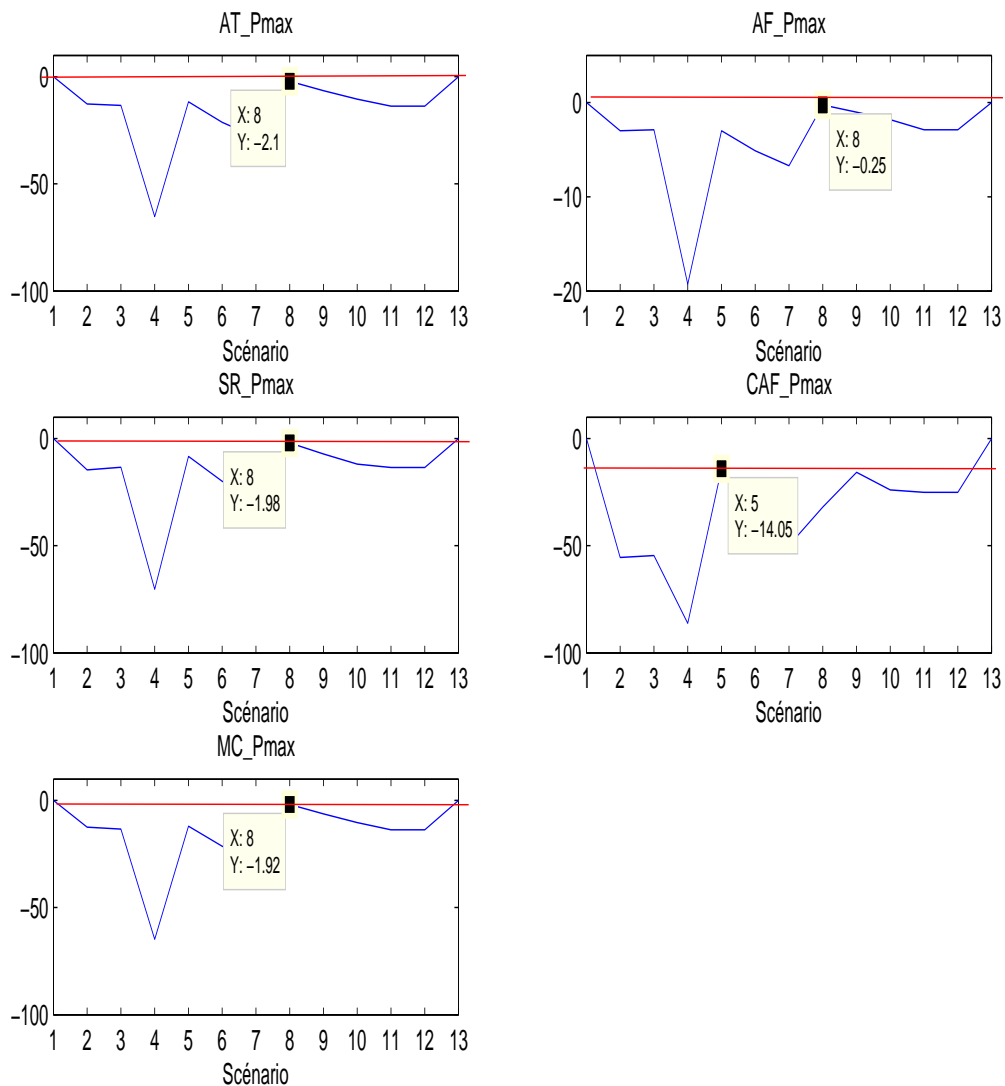 AT_Pmax
0
−50
−100
X: 8
Y: −2.1
1 2 3 4 5 6 7 8 9 10 11 12 13
Scénario
AF_Pmax
0
−10
−20
X: 8
Y: −0.25
1 2 3 4 5 6 7 8 9 10 11 12 13
Scénario
SR_Pmax
0
−50
−100
X: 8
Y: −1.98
1 2 3 4 5 6 7 8 9 10 11 12 13
Scénario
CAF_Pmax
0
−50
−100
X: 5
Y: −14.05
1 2 3 4 5 6 7 8 9 10 11 12 13
Scénario
MC_Pmax
0
−50
−100
X: 8
Y: −1.92
1 2 3 4 5 6 7 8 9 10 11 12 13
Scénario